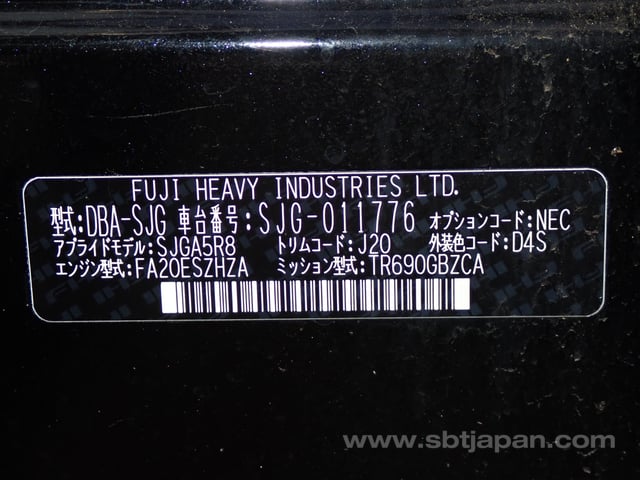 FUJI HEAVY INDUSTRIES LTD.
型式:DBA-SJG 車台番号:SJG-011776 オプションコード:NEC
アプライドモデル:SJGA5R8 トリムコード:J20 外装色コード:D4S
エンジン型式:FA20ESZHZA ミッション型式:TR690GBZCA
www.sbtjapan.com